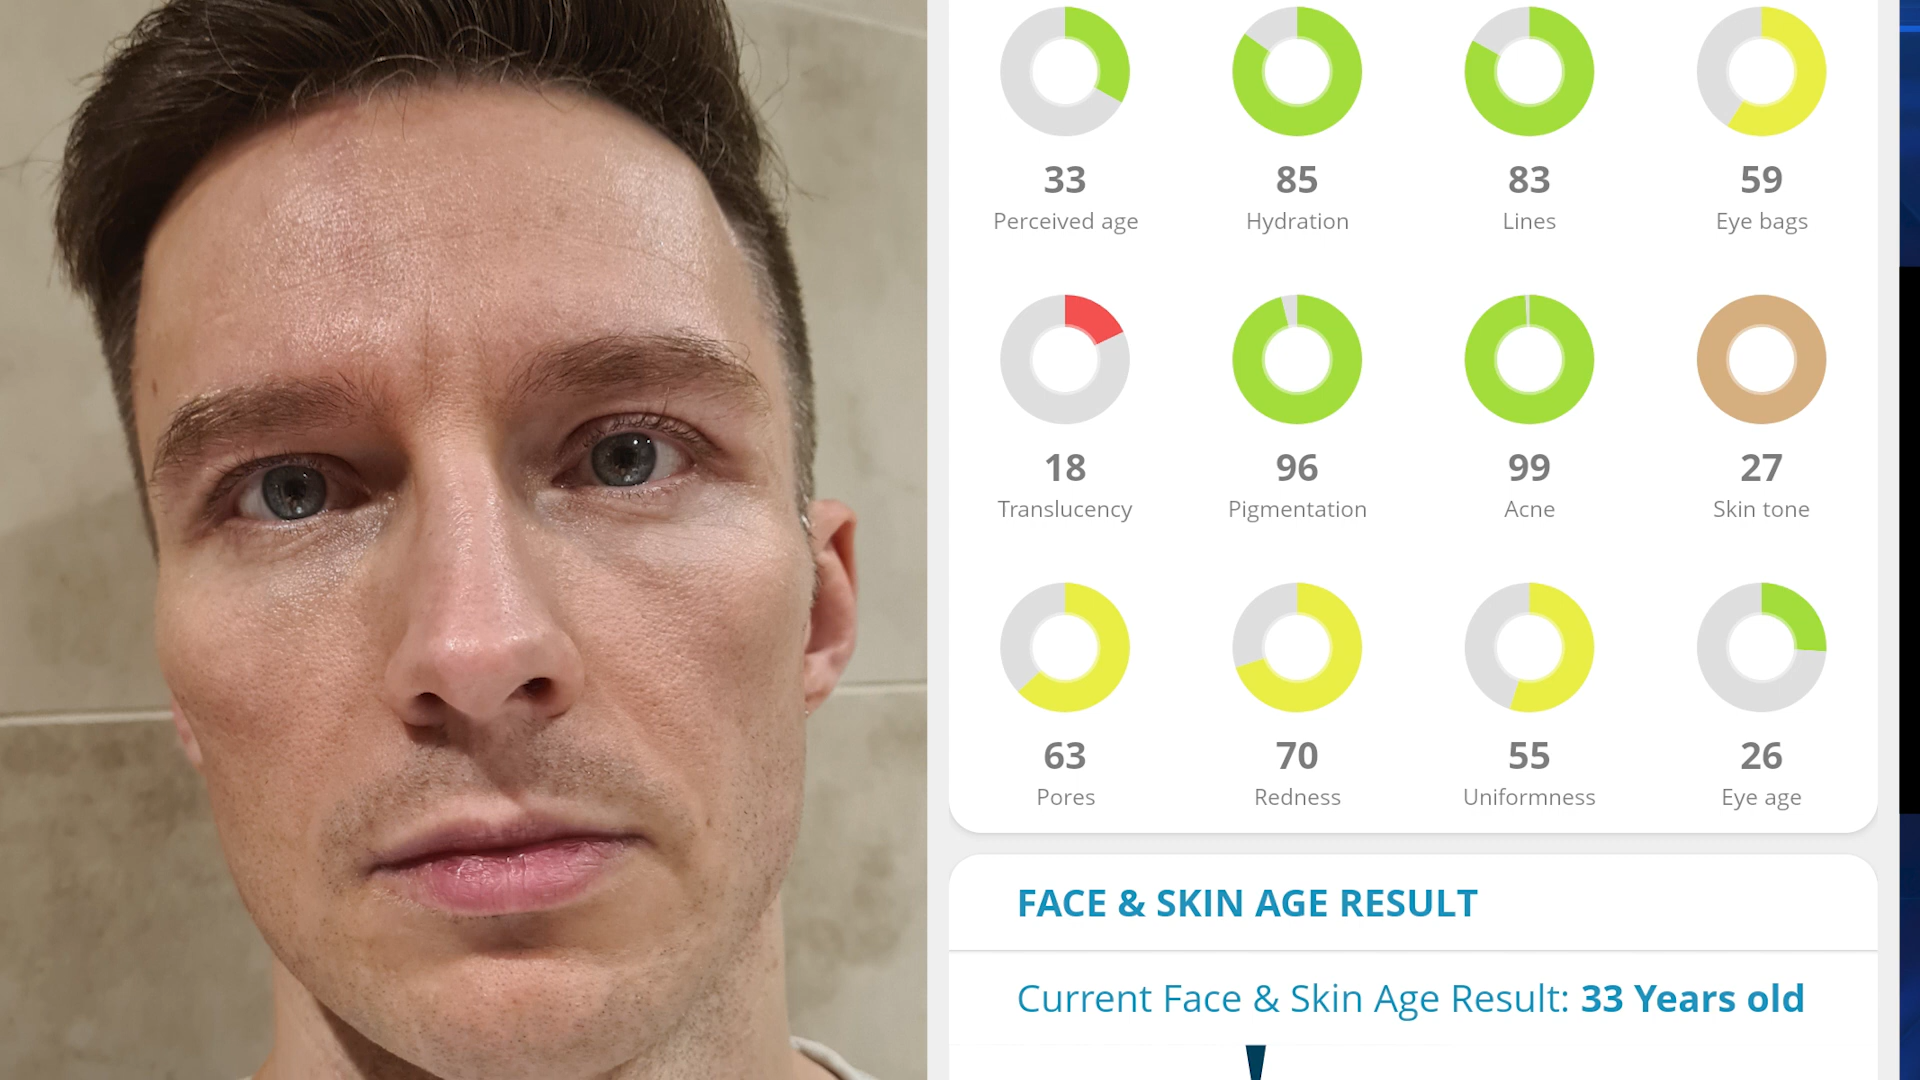 33 85 83 59
Perceived age Hydration Lines Eye bags
18 96 99 27
Translucency Pigmentation Acne Skin tone
63 70 55 26
Pores Redness Uniformness Eye age
FACE & SKIN AGE RESULT
Current Face & Skin Age Result: 33 Years old